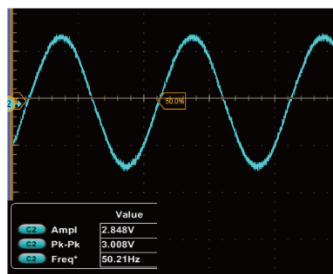 2
50.0%
Value
C2 Ampl 2.848V
C2 Pk-Pk 3.008V
C2 Freq* 50.21Hz